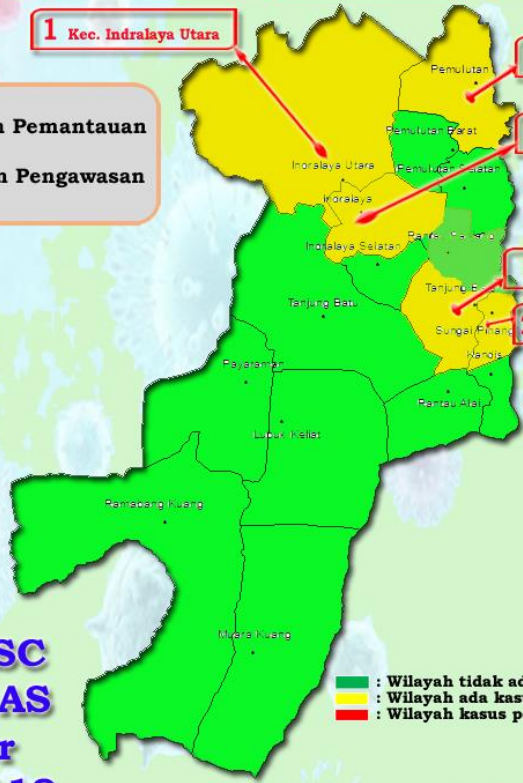 1 Kec. Indralaya Utara
Pemantauan
Pengawasan
Pemulutan
Pemulutan Barat
Indralaya Utara
Pemulutan Selatan
Indralaya
Indralaya Selatan
Tanjung Batu
Tanjung
Sungai Pinang
Payaraman
Rantau Alai
Lubuk Keliat
Rambang Kuang
Muara Kuang
SC
AS
r
: Wilayah tidak ad
: Wilayah ada kasu
: Wilayah kasus p